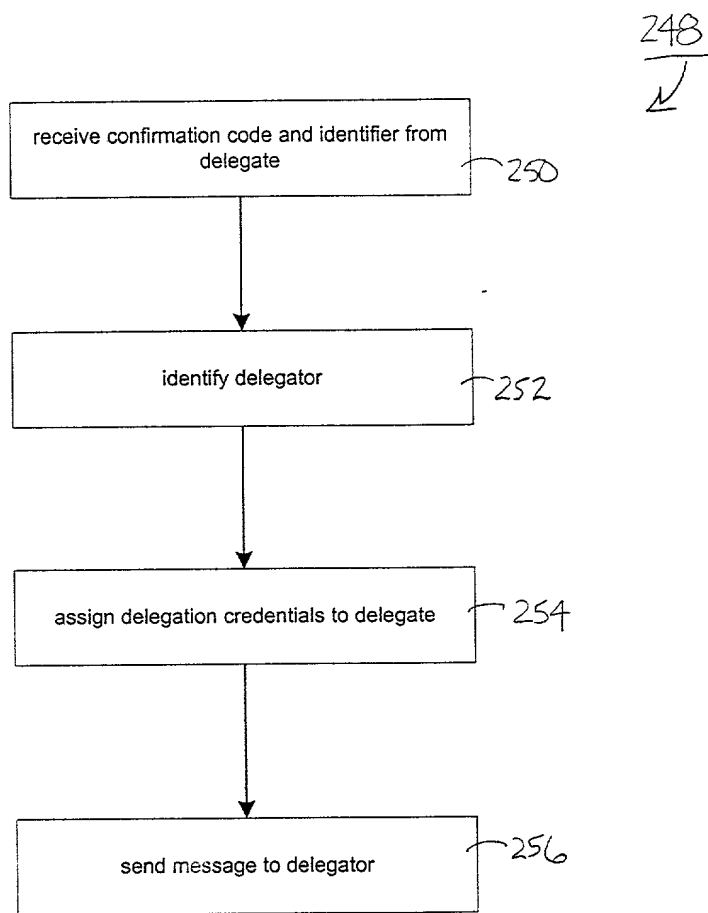 248
receive confirmation code and identifier from
delegate
250
identify delegator
252
assign delegation credentials to delegate
254
send message to delegator
256